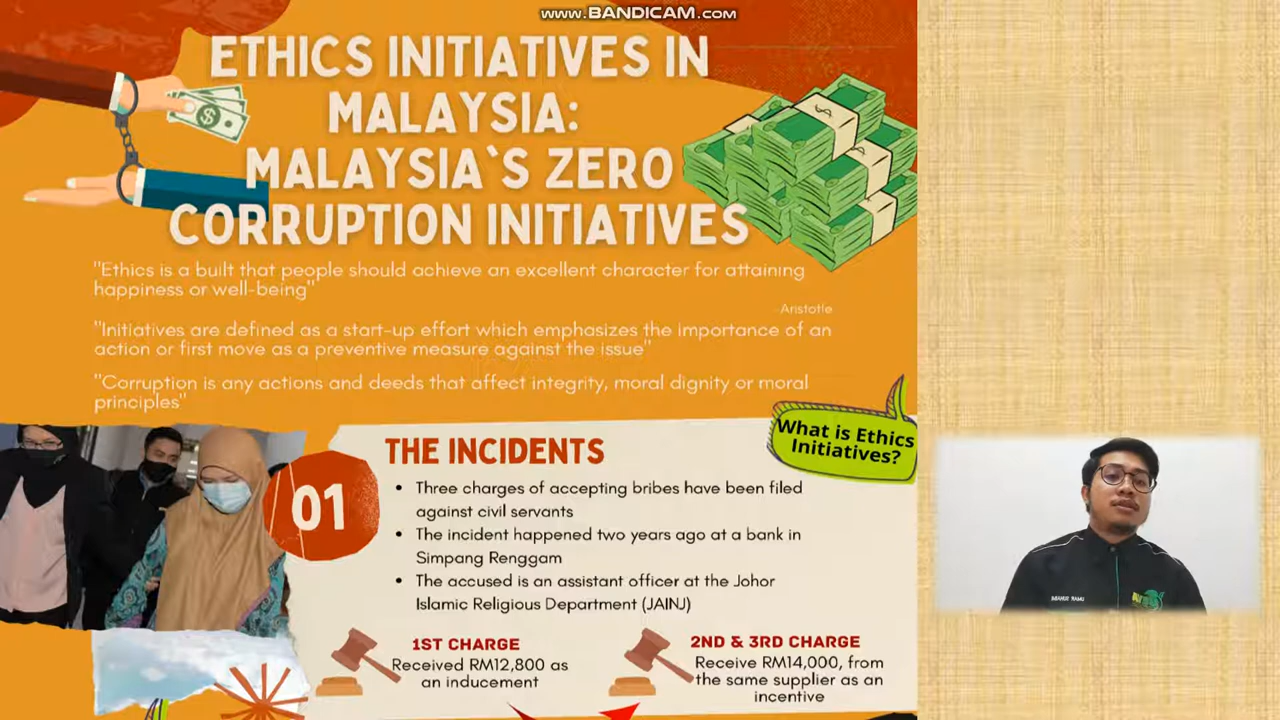 www.BANDICAM.com
ETHICS INITIATIVES IN
MALAYSIA:
MALAYSIA`S ZERO
CORRUPTION INITIATIVES
"Ethics is a built that people should achieve an excellent character for attaining
happiness or well-being"
-Aristotle
"Initiatives are defined as a start-up effort which emphasizes the importance of an
action or first move as a preventive measure against the issue"
"Corruption is any actions and deeds that affect integrity, moral dignity or moral
principles"
What is Ethics
Initiatives?
01
THE INCIDENTS
• Three charges of accepting bribes have been filed
against civil servants
• The incident happened two years ago at a bank in
Simpang Renggam
• The accused is an assistant officer at the Johor
Islamic Religious Department (JAINJ)
1ST CHARGE
Received RM12,800 as
an inducement
2ND & 3RD CHARGE
Receive RM14,000, from
the same supplier as an
incentive